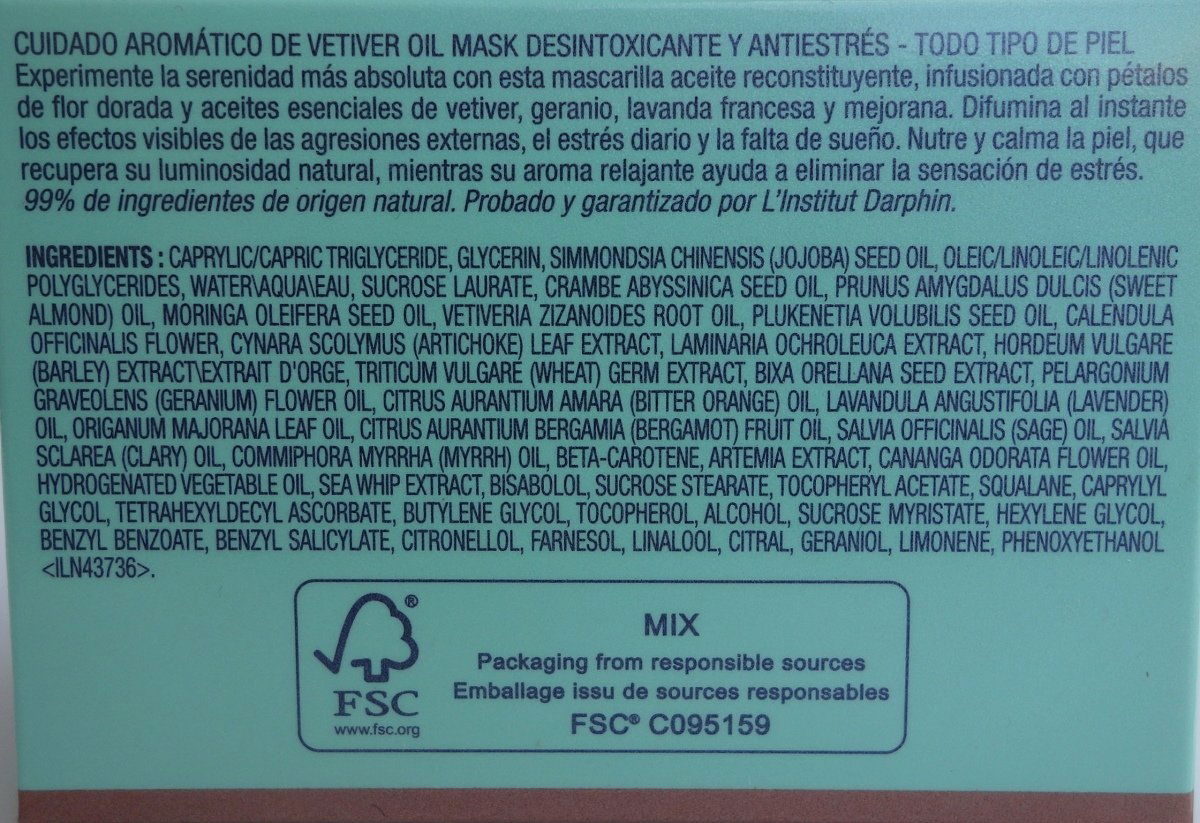 CUIDADO AROMÁTICO DE VETIVER OIL MASK DESINTOXICANTE Y ANTIESTRÉS - TODO TIPO DE PIEL
Experimente la serenidad más absoluta con esta mascarilla aceite reconstituyente, infusionada con pétalos
de flor dorada y aceites esenciales de vetiver, geranio, lavanda francesa y mejorana. Difumina al instante
los efectos visibles de las agresiones externas, el estrés diario y la falta de sueño. Nutre y calma la piel, que
recupera su luminosidad natural, mientras su aroma relajante ayuda a eliminar la sensación de estrés.
99% de ingredientes de origen natural. Probado y garantizado por L'Institut Darphin.
INGREDIENTS : CAPRYLIC/CAPRIC TRIGLYCERIDE, GLYCERIN, SIMMONDSIA CHINENSIS (JOJOBA) SEED OIL, OLEIC/LINOLEIC/LINOLENIC
POLYGLYCERIDES, WATER\AQUA\EAU, SUCROSE LAURATE, CRAMBE ABYSSINICA SEED OIL, PRUNUS AMYGDALUS DULCIS (SWEET
ALMOND) OIL, MORINGA OLEIFERA SEED OIL, VETIVERIA ZIZANOIDES ROOT OIL, PLUKENETIA VOLUBILIS SEED OIL, CALENDULA
OFFICINALIS FLOWER, CYNARA SCOLYMUS (ARTICHOKE) LEAF EXTRACT, LAMINARIA OCHROLEUCA EXTRACT, HORDEUM VULGARE
(BARLEY) EXTRACT\EXTRAIT D'ORGE, TRITICUM VULGARE (WHEAT) GERM EXTRACT, BIXA ORELLANA SEED EXTRACT, PELARGONIUM
GRAVEOLENS (GERANIUM) FLOWER OIL, CITRUS AURANTIUM AMARA (BITTER ORANGE) OIL, LAVANDULA ANGUSTIFOLIA (LAVENDER)
OIL, ORIGANUM MAJORANA LEAF OIL, CITRUS AURANTIUM BERGAMIA (BERGAMOT) FRUIT OIL, SALVIA OFFICINALIS (SAGE) OIL, SALVIA
SCLAREA (CLARY) OIL, COMMIPHORA MYRRHA (MYRRH) OIL, BETA-CAROTENE, ARTEMIA EXTRACT, CANANGA ODORATA FLOWER OIL,
HYDROGENATED VEGETABLE OIL, SEA WHIP EXTRACT, BISABOLOL, SUCROSE STEARATE, TOCOPHERYL ACETATE, SQUALANE, CAPRYLYL
GLYCOL, TETRAHEXYLDECYL ASCORBATE, BUTYLENE GLYCOL, TOCOPHEROL, ALCOHOL, SUCROSE MYRISTATE, HEXYLENE GLYCOL,
BENZYL BENZOATE, BENZYL SALICYLATE, CITRONELLOL, FARNESOL, LINALOOL, CITRAL, GERANIOL, LIMONENE, PHENOXYETHANOL
<ILN43736>.
®
FSC
www.fsc.org
MIX
Packaging from responsible sources
Emballage issu de sources responsables
FSC® C095159